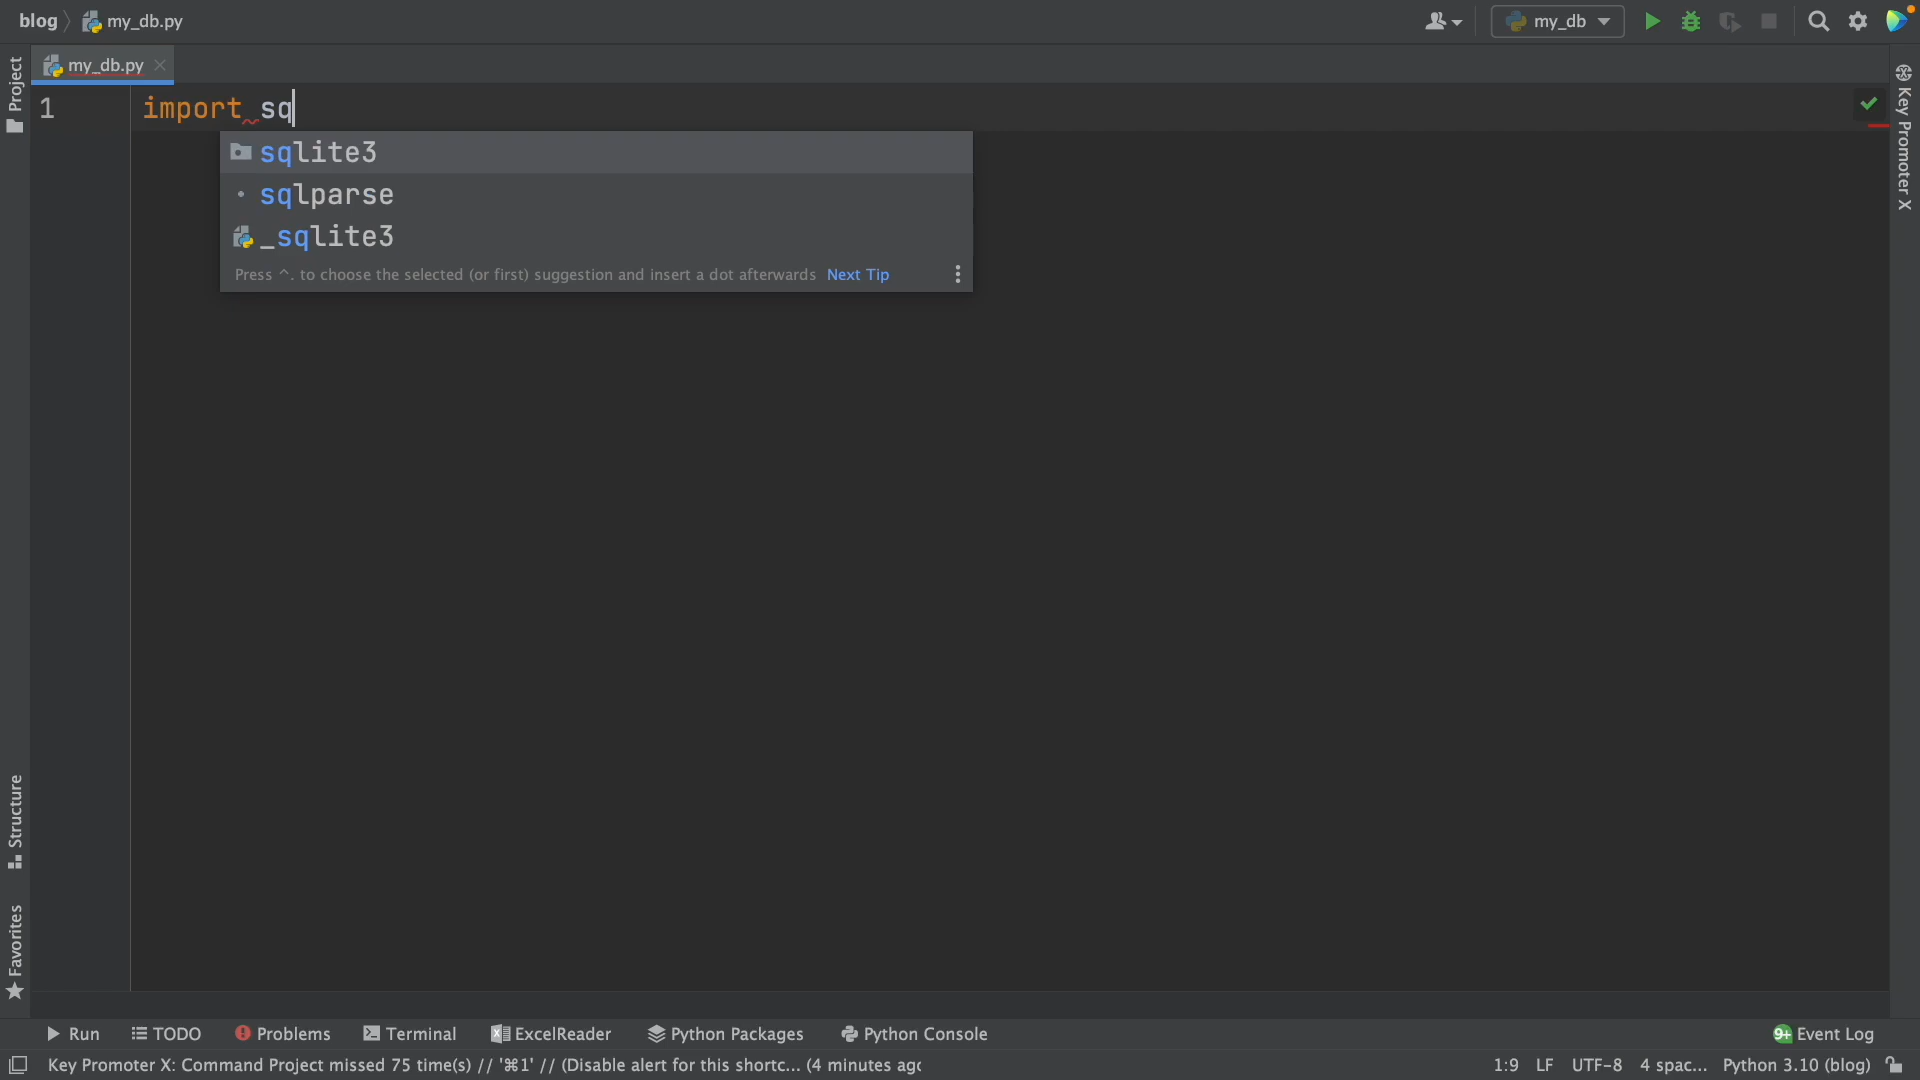 blog my_db.py
my_db
my_db.py
Project
Key Promoter X
1 import sq
sqlite3
sqlparse
_sqlite3
Press ^. to choose the selected (or first) suggestion and insert a dot afterwards Next Tip
Structure
Favorites
Run TODO Problems Terminal ExcelReader Python Packages Python Console 9+ Event Log
Key Promoter X: Command Project missed 75 time(s) // '⌘1' // (Disable alert for this shortc... (4 minutes agc 1:9 LF UTF-8 4 spac... Python 3.10 (blog)